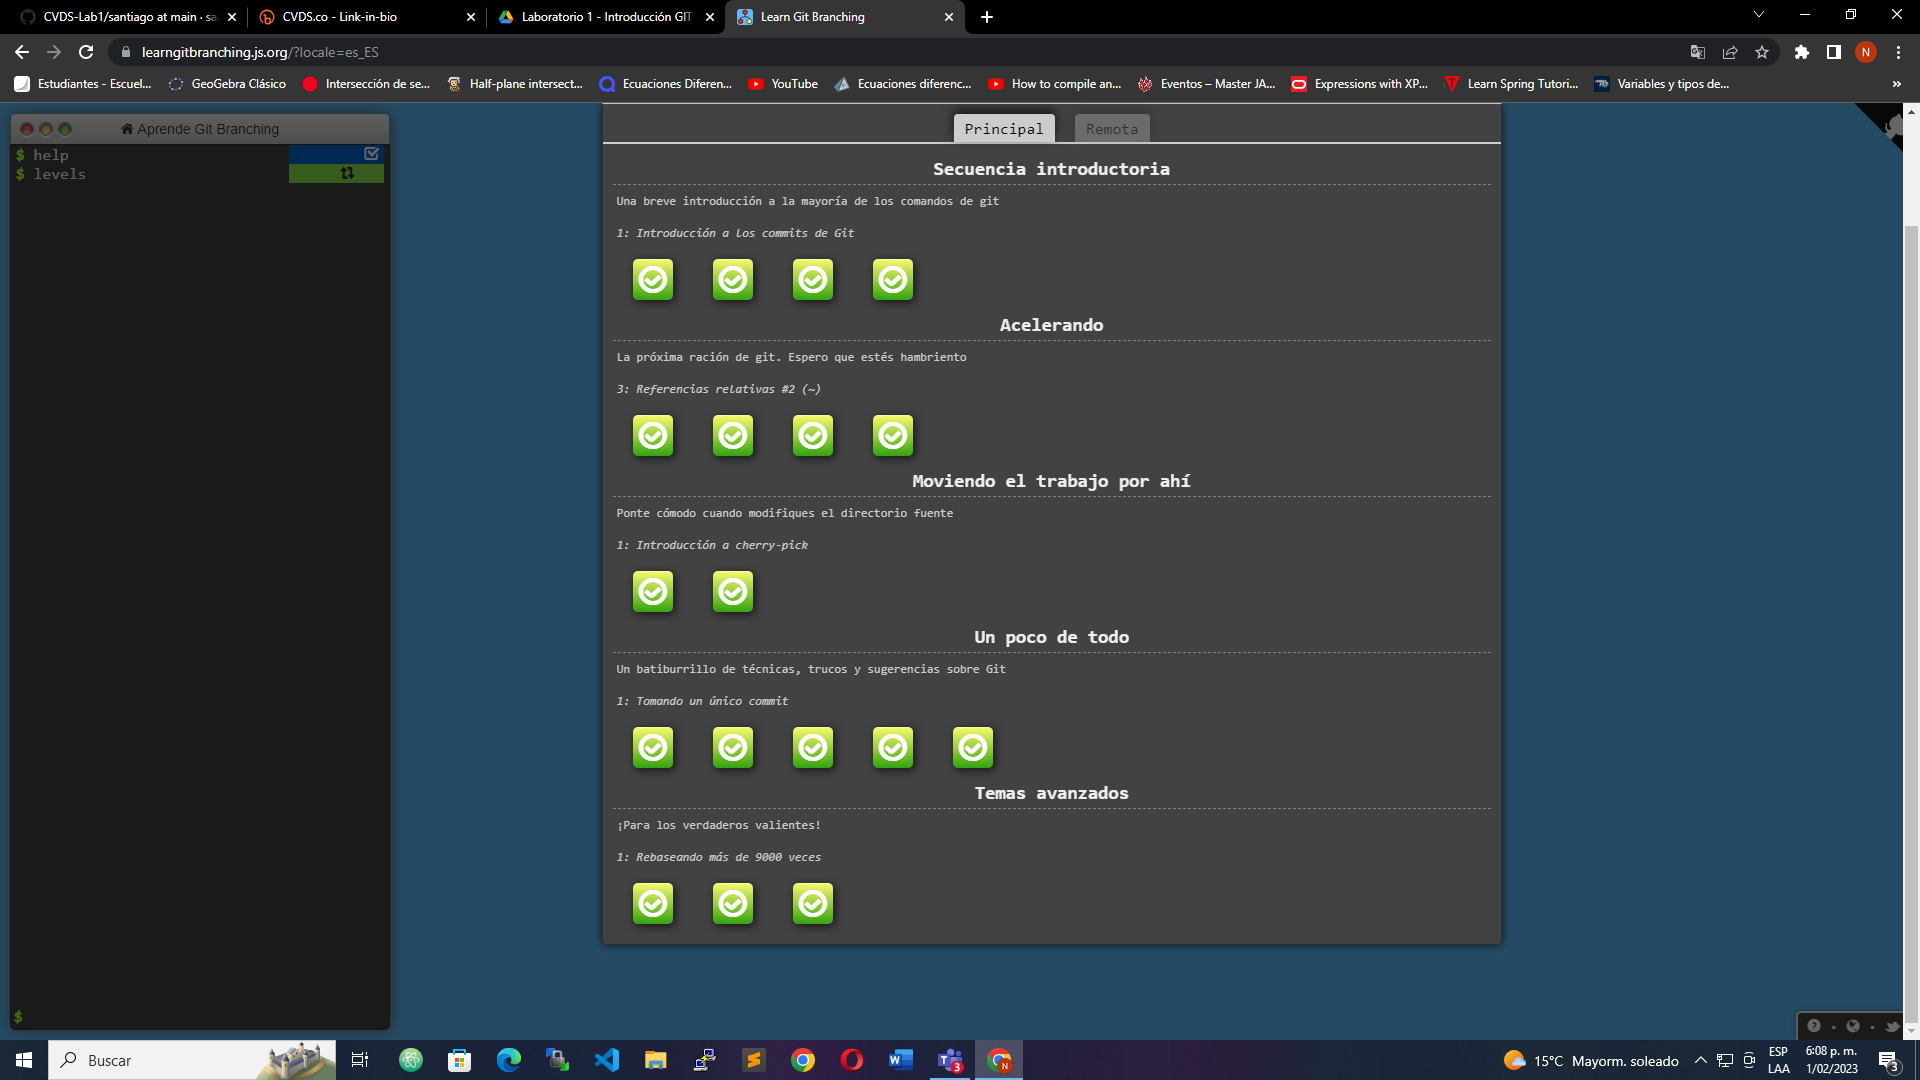 CVDS-Lab1/santiago at main · sa
CVDS.co - Link-in-bio
Laboratorio 1 - Introducción GIT
Learn Git Branching
learngitbranching.js.org/?locale=es_ES
N
Estudiantes - Escuel...
GeoGebra Clásico
Intersección de se...
Half-plane intersect...
Ecuaciones Diferen...
YouTube
Ecuaciones diferenc...
How to compile an...
Eventos – Master JA...
Expressions with XP...
Learn Spring Tutori...
Variables y tipos de...
»
Aprende Git Branching
$ help
$ levels
$
Principal
Remota
Secuencia introductoria
Una breve introducción a la mayoría de los comandos de git
1: Introducción a los commits de Git
Acelerando
La próxima ración de git. Espero que estés hambriento
3: Referencias relativas #2 (~)
Moviendo el trabajo por ahí
Ponte cómodo cuando modifiques el directorio fuente
1: Introducción a cherry-pick
Un poco de todo
Un batiburrillo de técnicas, trucos y sugerencias sobre Git
1: Tomando un único commit
Temas avanzados
¡Para los verdaderos valientes!
1: Rebaseando más de 9000 veces
Buscar
3
N
15°C Mayorm. soleado
ESP
LAA
6:08 p. m.
1/02/2023
3